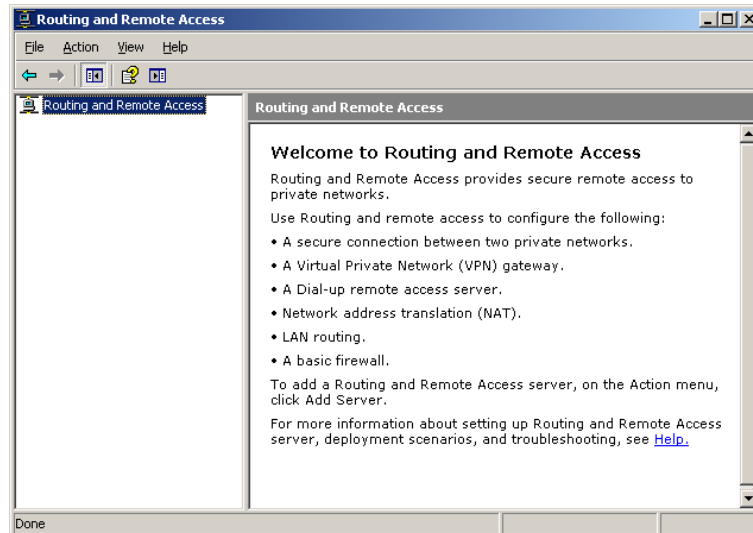 Routing and Remote Access
File Action View Help
Routing and Remote Access
Routing and Remote Access
Welcome to Routing and Remote Access
Routing and Remote Access provides secure remote access to
private networks.
Use Routing and remote access to configure the following:
• A secure connection between two private networks.
• A Virtual Private Network (VPN) gateway.
• A Dial-up remote access server.
• Network address translation (NAT).
• LAN routing.
• A basic firewall.
To add a Routing and Remote Access server, on the Action menu,
click Add Server.
For more information about setting up Routing and Remote Access
server, deployment scenarios, and troubleshooting, see Help.
Done